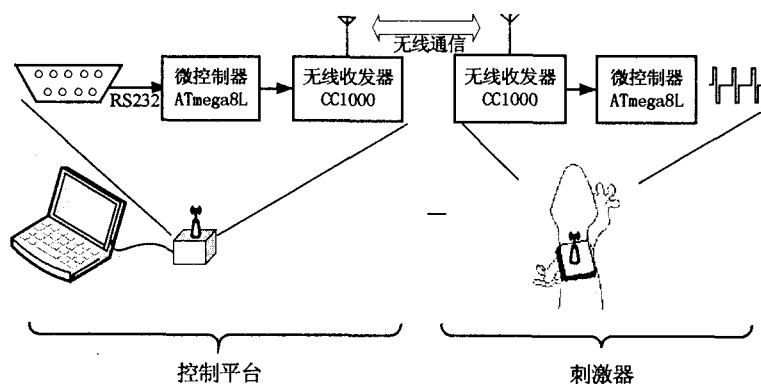 无线通信
RS232
微控制器
ATmega8L
无线收发器
CC1000
无线收发器
CC1000
微控制器
ATmega8L
控制平台
刺激器